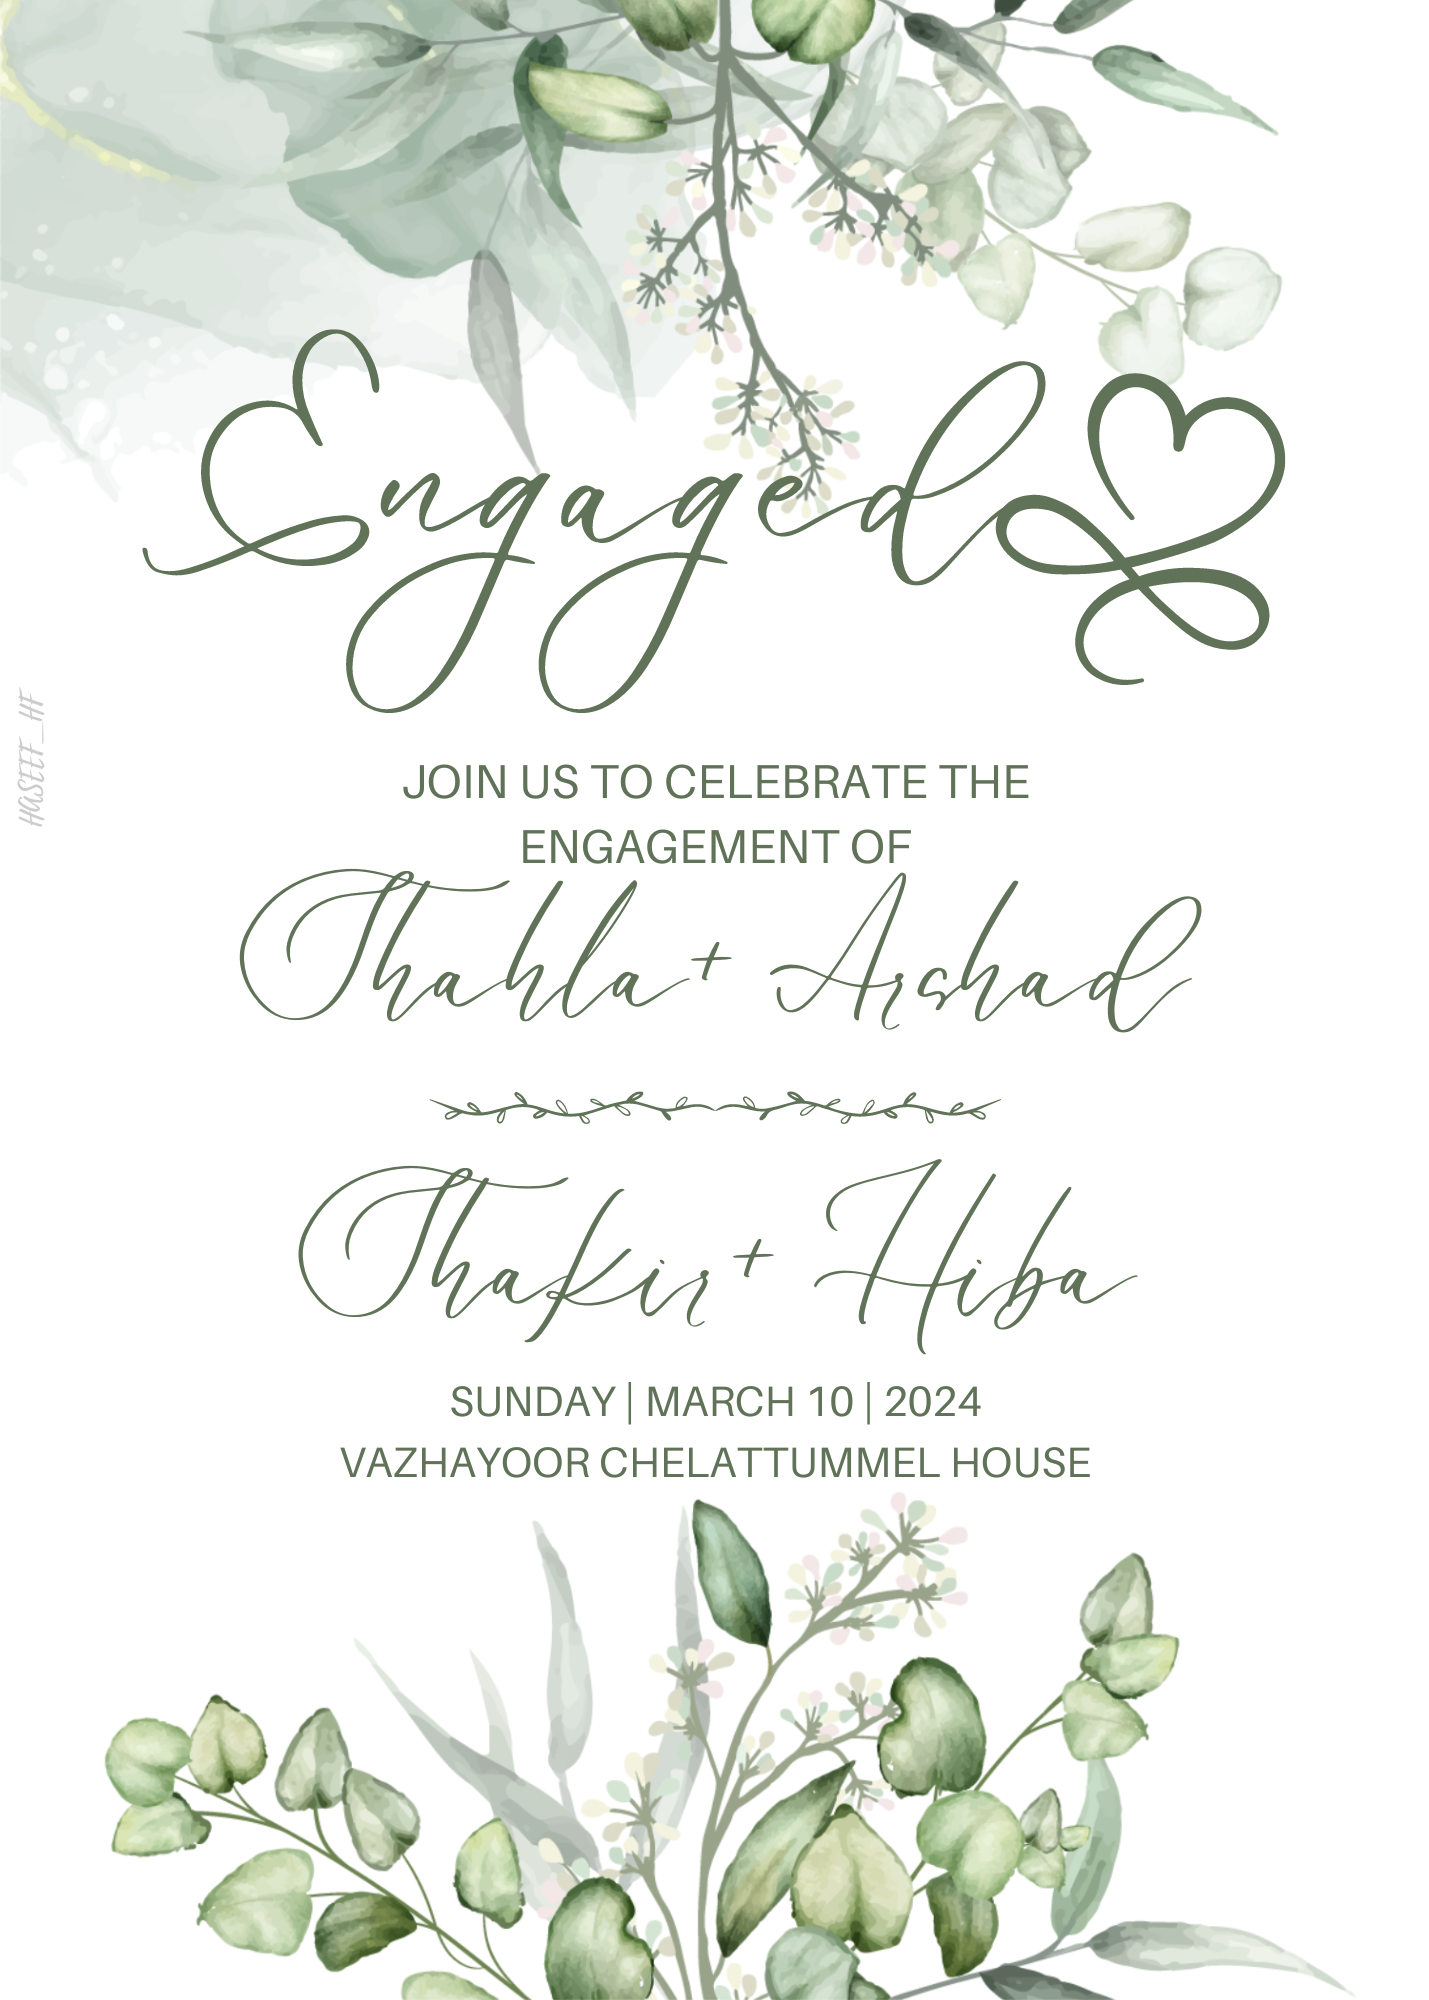 Engaged
JOIN US TO CELEBRATE THE
ENGAGEMENT OF
Thahla + Arshad
Thakir + Hiba
SUNDAY | MARCH 10 | 2024
VAZHAYOOR CHELATTUMMEL HOUSE
HASEEF_HF